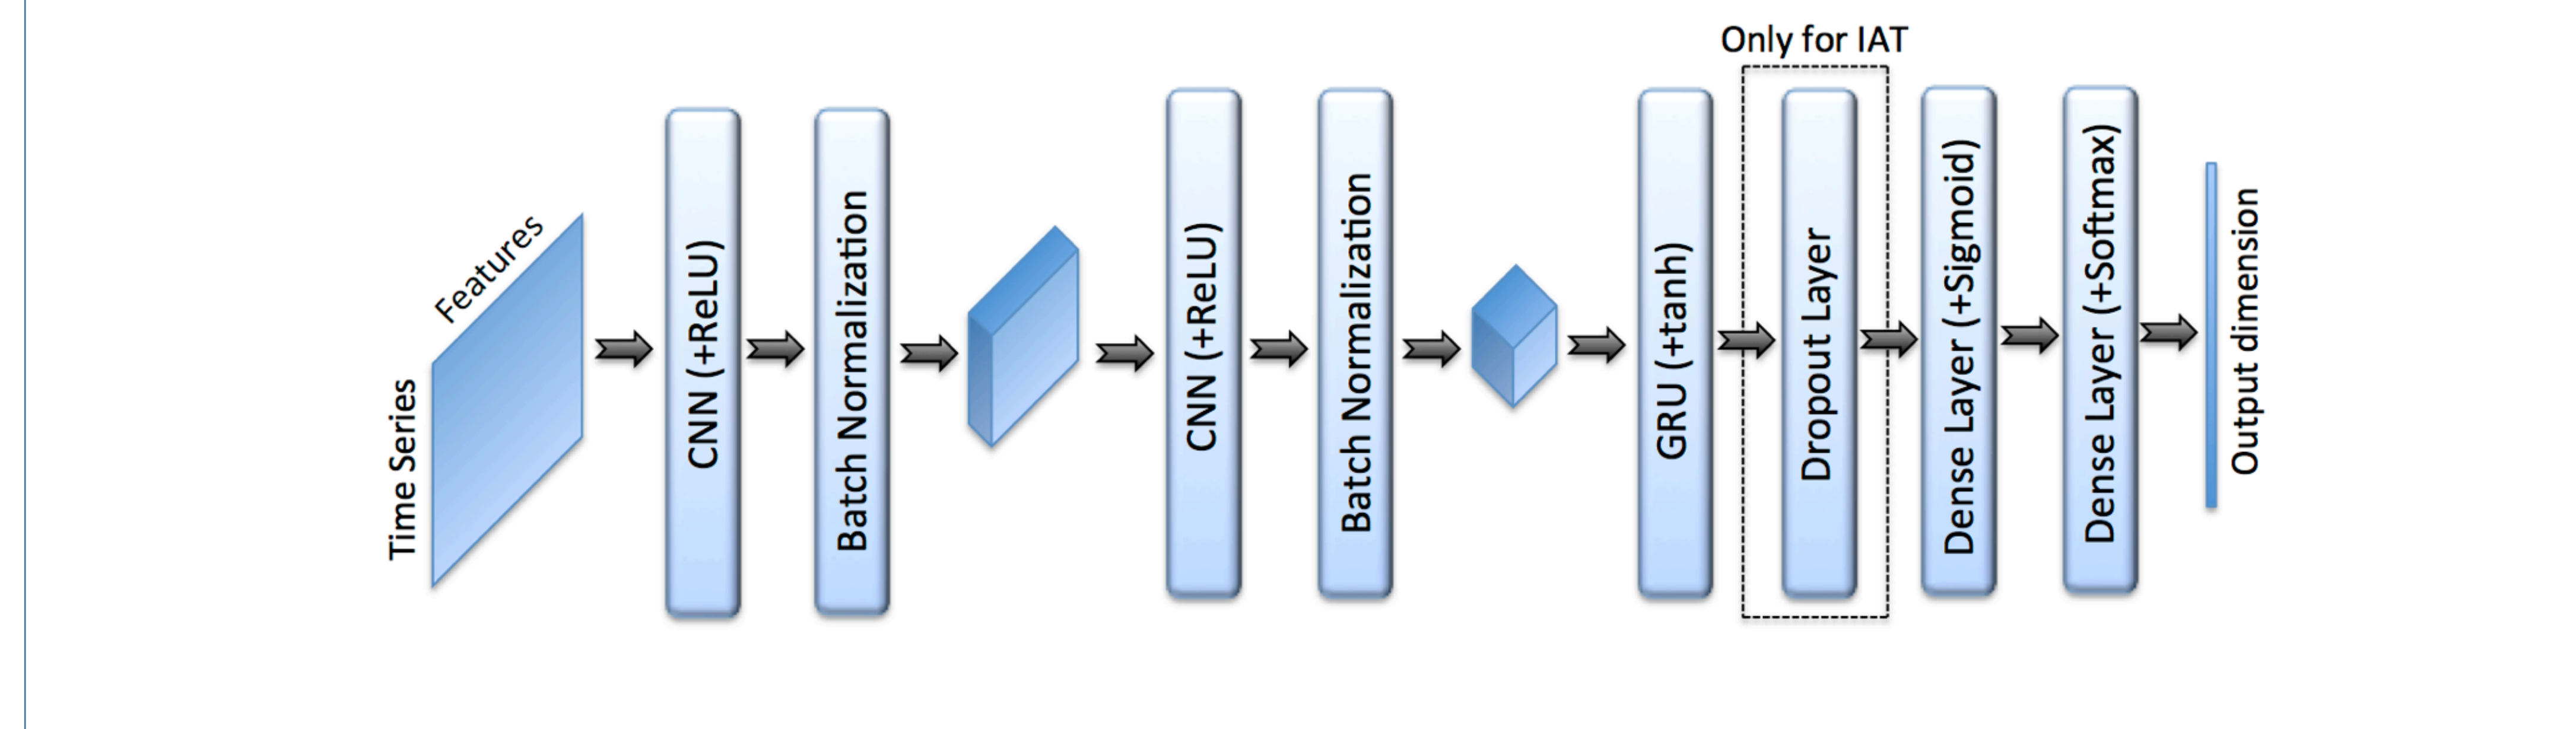 Only for IAT
Features
Time Series
CNN (+ReLU)
Batch Normalization
CNN (+ReLU)
Batch Normalization
GRU (+tanh)
Dropout Layer
Dense Layer (+Sigmoid)
Dense Layer (+Softmax)
Output dimension